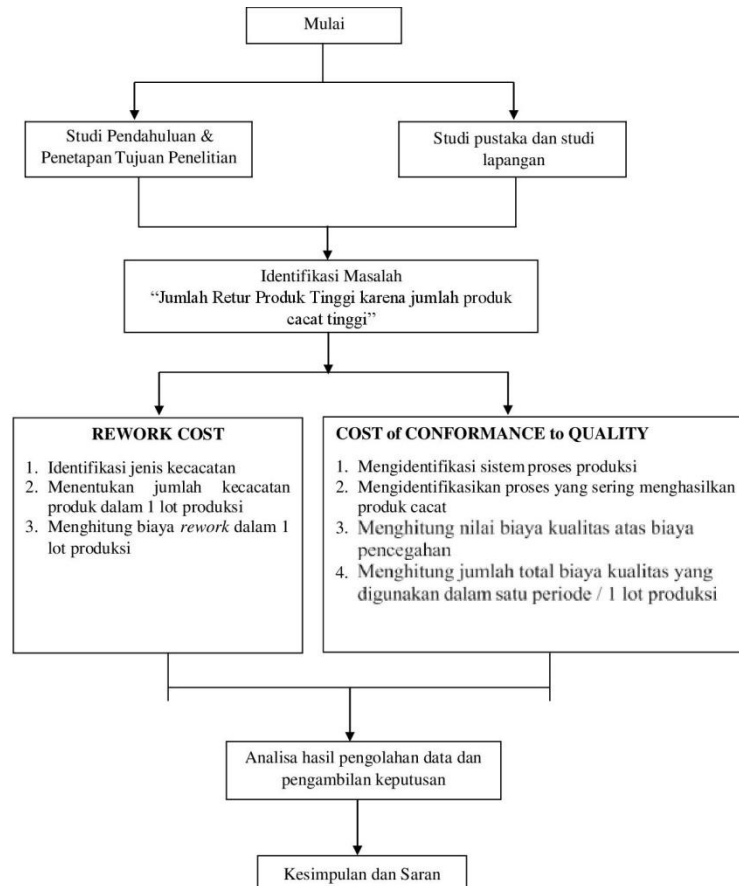 Mulai
Studi Pendahuluan &
Penetapan Tujuan Penelitian
Studi pustaka dan studi
lapangan
Identifikasi Masalah
“Jumlah Retur Produk Tinggi karena jumlah produk
cacat tinggi”
REWORK COST
1. Identifikasi jenis kecacatan
2. Menentukan jumlah kecacatan
produk dalam 1 lot produksi
3. Menghitung biaya rework dalam 1
lot produksi
COST of CONFORMANCE to QUALITY
1. Mengidentifikasi sistem proses produksi
2. Mengidentifikasikan proses yang sering menghasilkan
produk cacat
3. Menghitung nilai biaya kualitas atas biaya
pencegahan
4. Menghitung jumlah total biaya kualitas yang
digunakan dalam satu periode / 1 lot produksi
Analisa hasil pengolahan data dan
pengambilan keputusan
Kesimpulan dan Saran